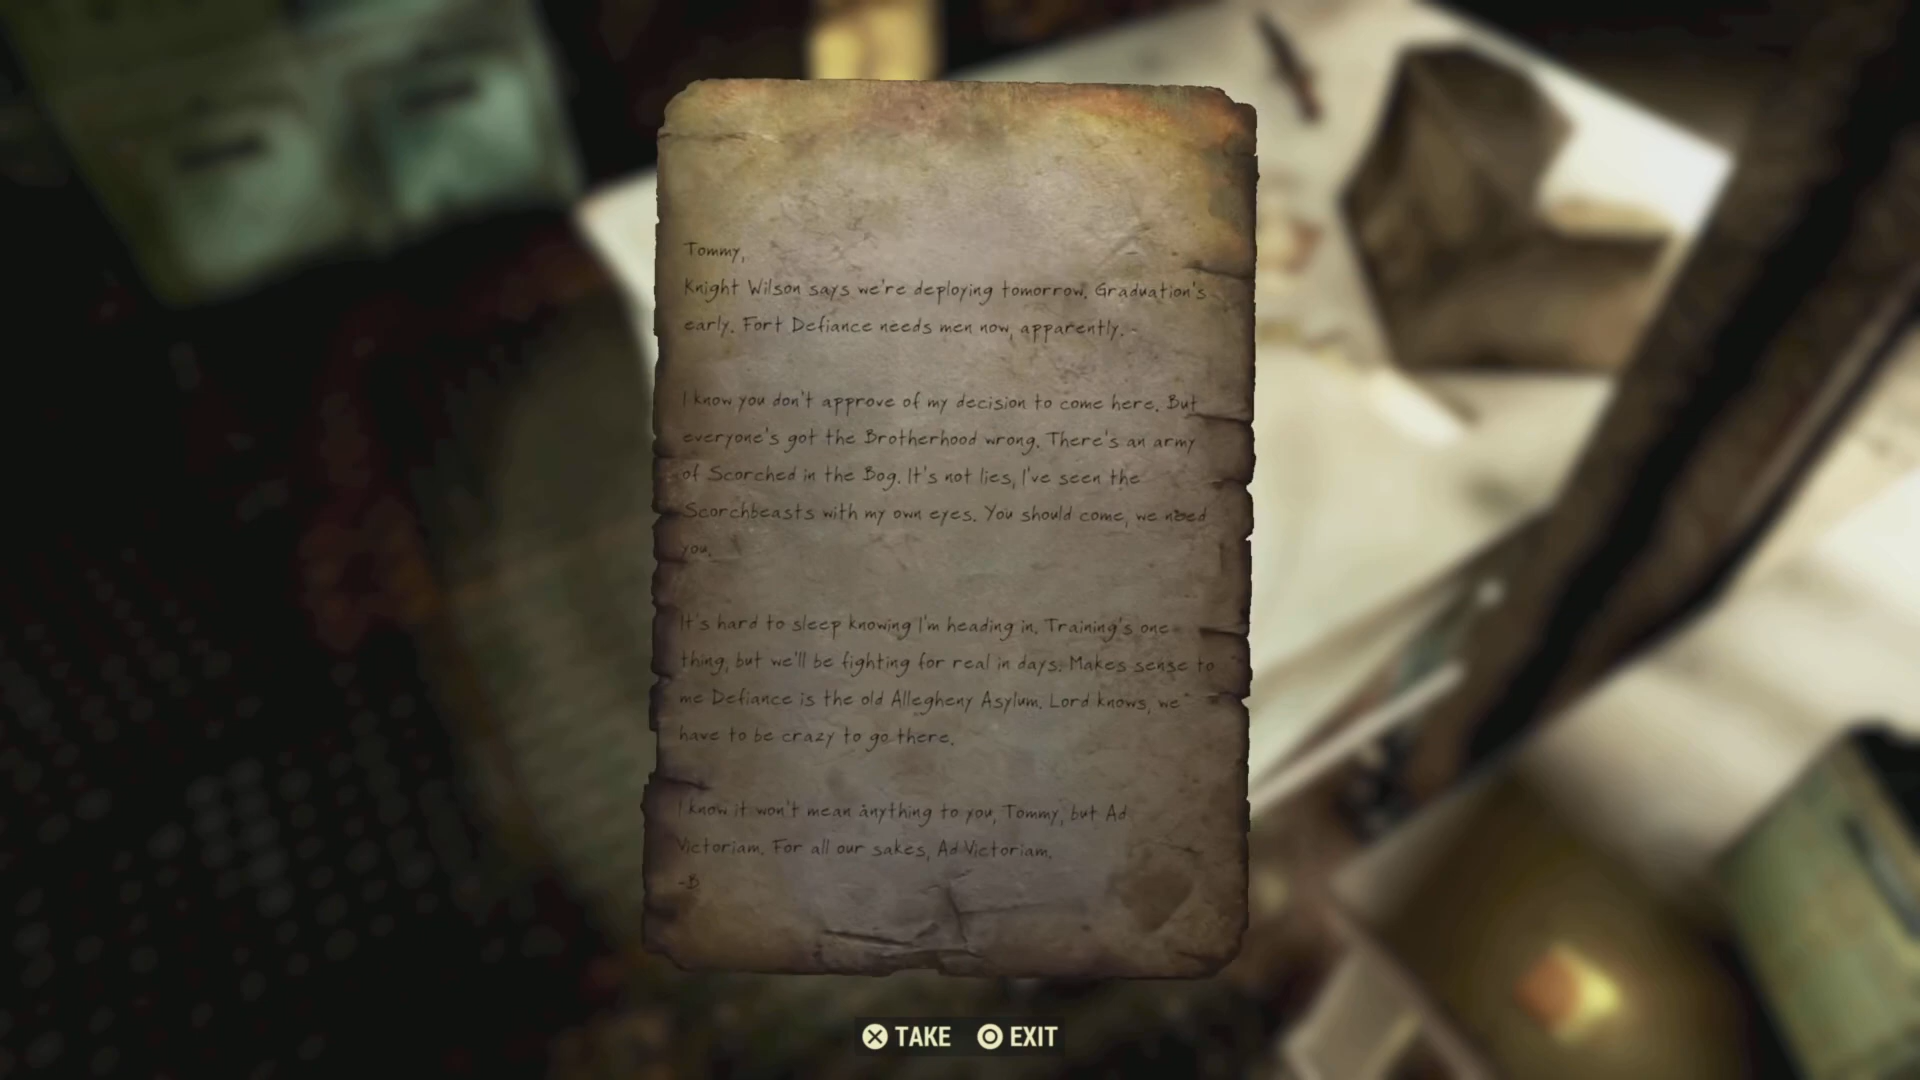 Tommy,
Knight Wilson says we're deploying tomorrow. Graduation's
early. Fort Defiance needs men now, apparently.
I know you don't approve of my decision to come here. But
everyone's got the Brotherhood wrong. There's an army
of Scorched in the Bog. It's not lies, I've seen the
Scorchbeasts with my own eyes. You should come, we need
you.
It's hard to sleep knowing I'm heading in. Training's one
thing, but we'll be fighting for real in days. Makes sense to
me Defiance is the old Allegheny Asylum. Lord knows, we
have to be crazy to go there.
I know it won't mean anything to you, Tommy, but Ad
Victoriam. For all our sakes, Ad Victoriam.
-B
TAKE EXIT